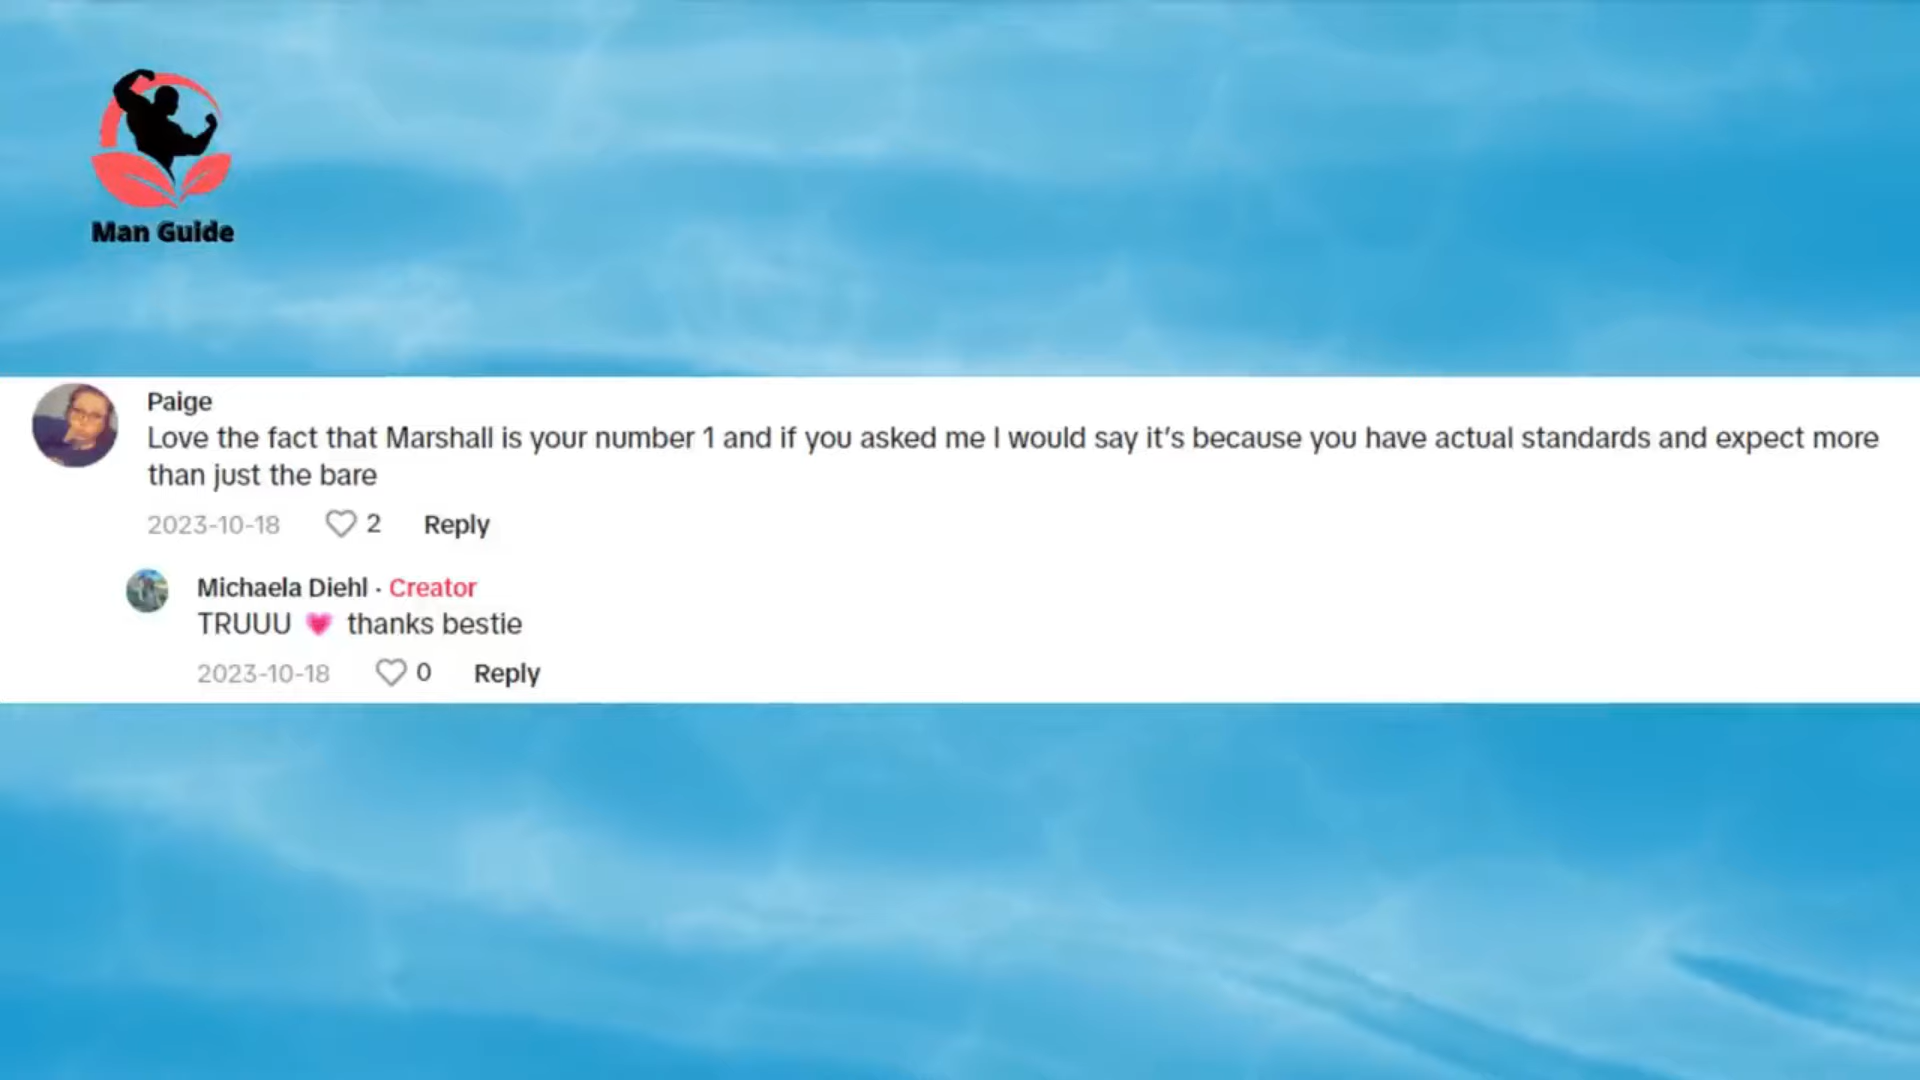 Man Guide
Paige
Love the fact that Marshall is your number 1 and if you asked me I would say it's because you have actual standards and expect more
than just the bare
2023-10-18 2 Reply
Michaela Diehl · Creator
TRUUU 💗 thanks bestie
2023-10-18 0 Reply